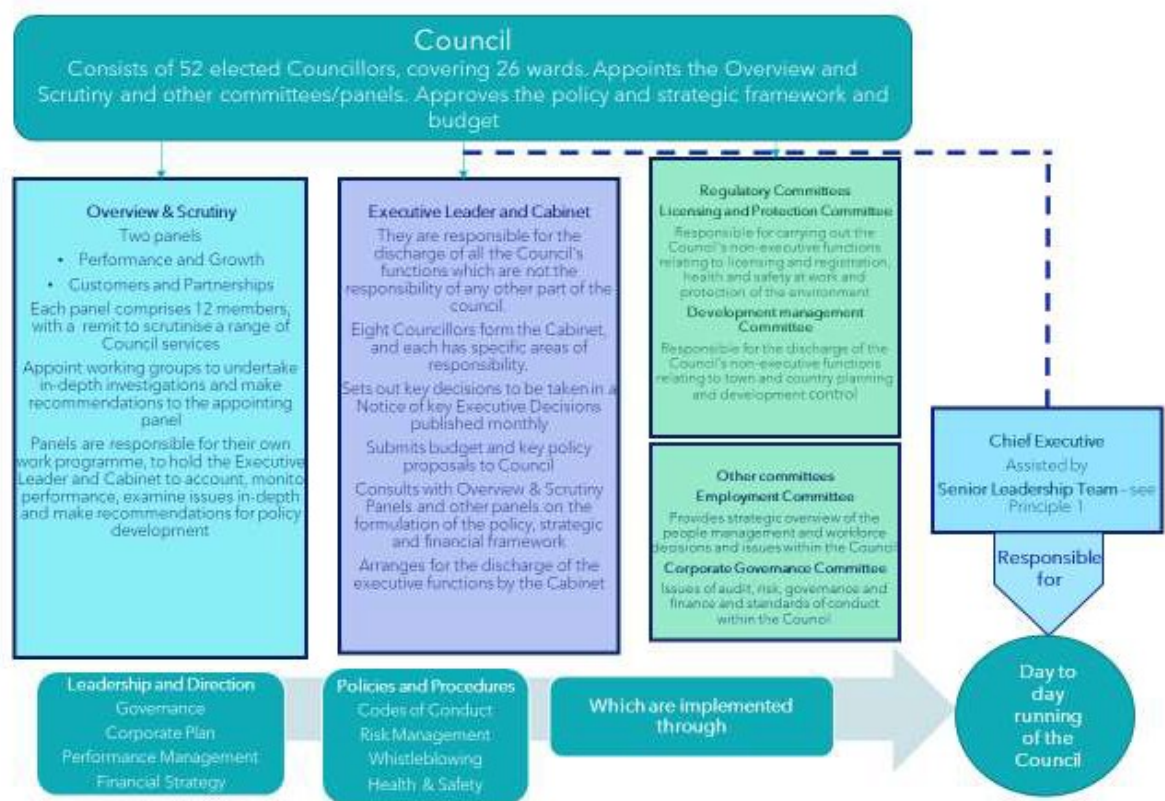 Council
Consists of 52 elected Councillors, covering 26 wards. Appoints the Overview and
Scrutiny and other committees/panels. Approves the policy and strategic framework and
budget
Overview & Scrutiny
Two panels
• Performance and Growth
• Customers and Partnerships
Each panel comprises 12 members,
with a remit to scrutinise a range of
Council services
Appoint working groups to undertake
in-depth investigations and make
recommendations to the appointing
panel
Panels are responsible for their own
work programme, to hold the Executive
Leader and Cabinet to account, monito
performance, examine issues in-depth
and make recommendations for policy
development
Executive Leader and Cabinet
They are responsible for the
discharge of all the Council's
functions which are not the
responsibility of any other part of the
council.
Eight Councillors form the Cabinet,
and each has specific areas of
responsibility.
Sets out key decisions to be taken in a
Notice of key Executive Decisions
published monthly
Submits budget and key policy
proposals to Council
Consults with Overview & Scrutiny
Panels and other panels on the
formulation of the policy, strategic
and financial framework
Arranges for the discharge of the
executive functions by the Cabinet
Regulatory Committees
Licensing and Protection Committee
Responsible for carrying out the
Council's non-executive functions
relating to licensing and registration,
health and safety at work and
protection of the environment
Development management
Committee
Responsible for the discharge of the
Council's non-executive functions
relating to town and country planning
and development control
Other committees
Employment Committee
Provides strategic overview of the
people management and workforce
decisions and issues within the Council
Corporate Governance Committee
Issues of audit, risk, governance and
finance and standards of conduct
within the Council
Chief Executive
Assisted by
Senior Leadership Team - see
Principle 1
Responsible
for
Day to
day
running
of the
Council
Leadership and Direction
Governance
Corporate Plan
Performance Management
Financial Strategy
Policies and Procedures
Codes of Conduct
Risk Management
Whistleblowing
Health & Safety
Which are implemented
through